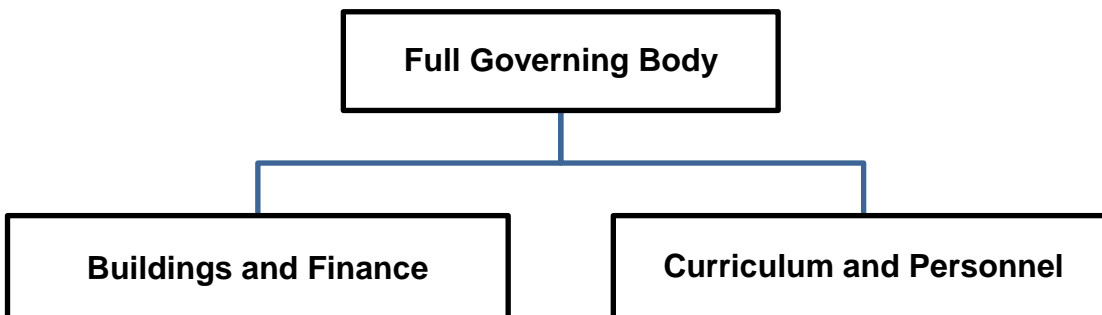 Full Governing Body
Buildings and Finance
Curriculum and Personnel